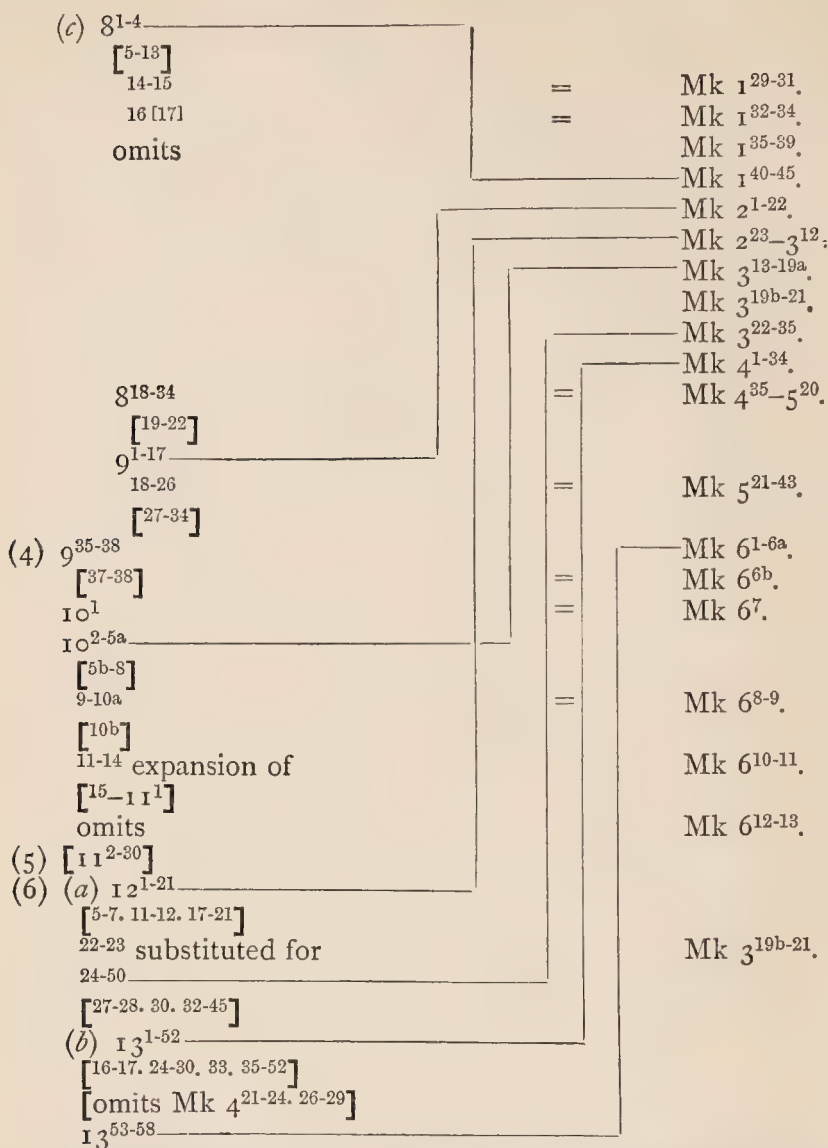 (c) 8¹⁻⁴
[⁵⁻¹³]
¹⁴⁻¹⁵ = Mk 1²⁹⁻³¹.
¹⁶ [¹⁷] = Mk 1³²⁻³⁴.
omits Mk 1³⁵⁻³⁹.
Mk 1⁴⁰⁻⁴⁵.
Mk 2¹⁻²².
Mk 2²³–3¹².
Mk 3¹³⁻¹⁹ᵃ.
Mk 3¹⁹ᵇ⁻²¹.
Mk 3²²⁻³⁵.
Mk 4¹⁻³⁴.
8¹⁸⁻³⁴ = Mk 4³⁵–5²⁰.
[¹⁹⁻²²]
9¹⁻¹⁷
¹⁸⁻²⁶ = Mk 5²¹⁻⁴³.
[²⁷⁻³⁴]
(4) 9³⁵⁻³⁸ Mk 6¹⁻⁶ᵃ.
[³⁷⁻³⁸] = Mk 6⁶ᵇ.
10¹ = Mk 6⁷.
10²⁻⁵ᵃ
[⁵ᵇ⁻⁸]
⁹⁻¹⁰ᵃ = Mk 6⁸⁻⁹.
[¹⁰ᵇ]
¹¹⁻¹⁴ expansion of Mk 6¹⁰⁻¹¹.
[¹⁵–11¹]
omits Mk 6¹²⁻¹³.
(5) [11²⁻³⁰]
(6) (a) 12¹⁻²¹
[⁵⁻⁷. ¹¹⁻¹². ¹⁷⁻²¹]
²²⁻²³ substituted for Mk 3¹⁹ᵇ⁻²¹.
²⁴⁻⁵⁰
[²⁷⁻²⁸. ³⁰. ³²⁻⁴⁵]
(b) 13¹⁻⁵²
[¹⁶⁻¹⁷. ²⁴⁻³⁰. ³³. ³⁵⁻⁵²]
[omits Mk 4²¹⁻²⁴. ²⁶⁻²⁹]
13⁵³⁻⁵⁸